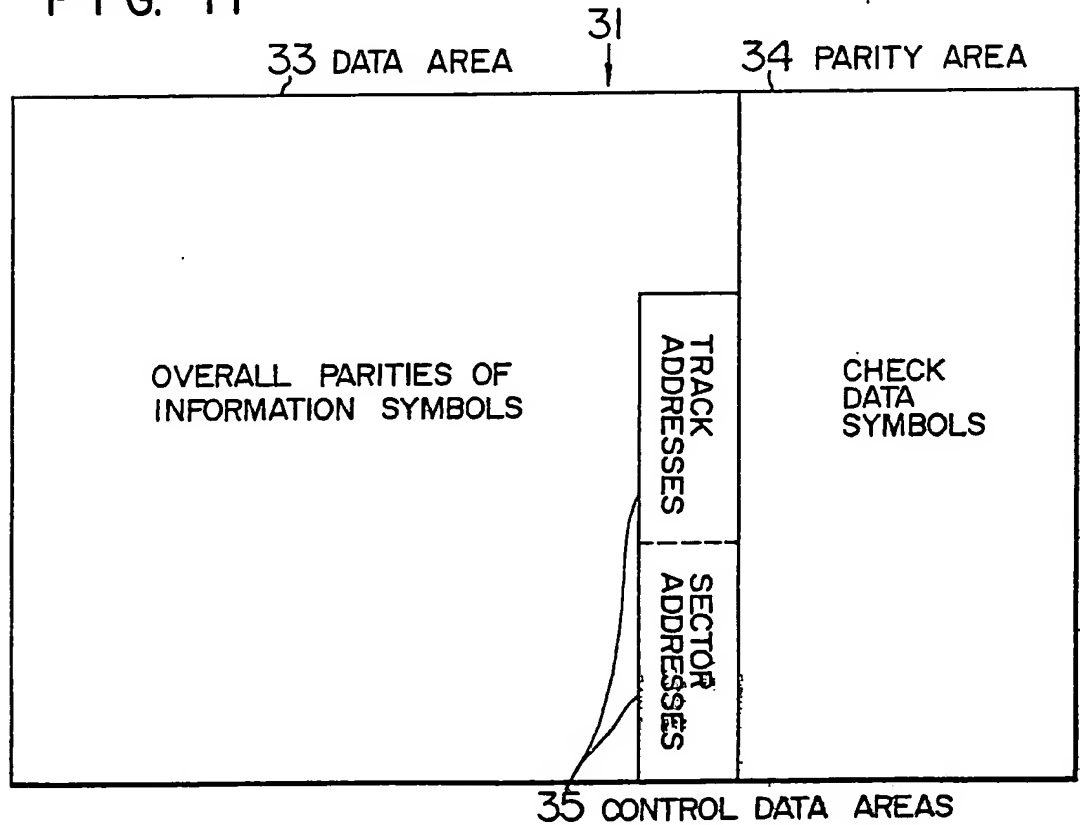 FIG. 11
31
33 DATA AREA
34 PARITY AREA
OVERALL PARITIES OF
INFORMATION SYMBOLS
TRACK
ADDRESSES
SECTOR
ADDRESSES
CHECK
DATA
SYMBOLS
35 CONTROL DATA AREAS